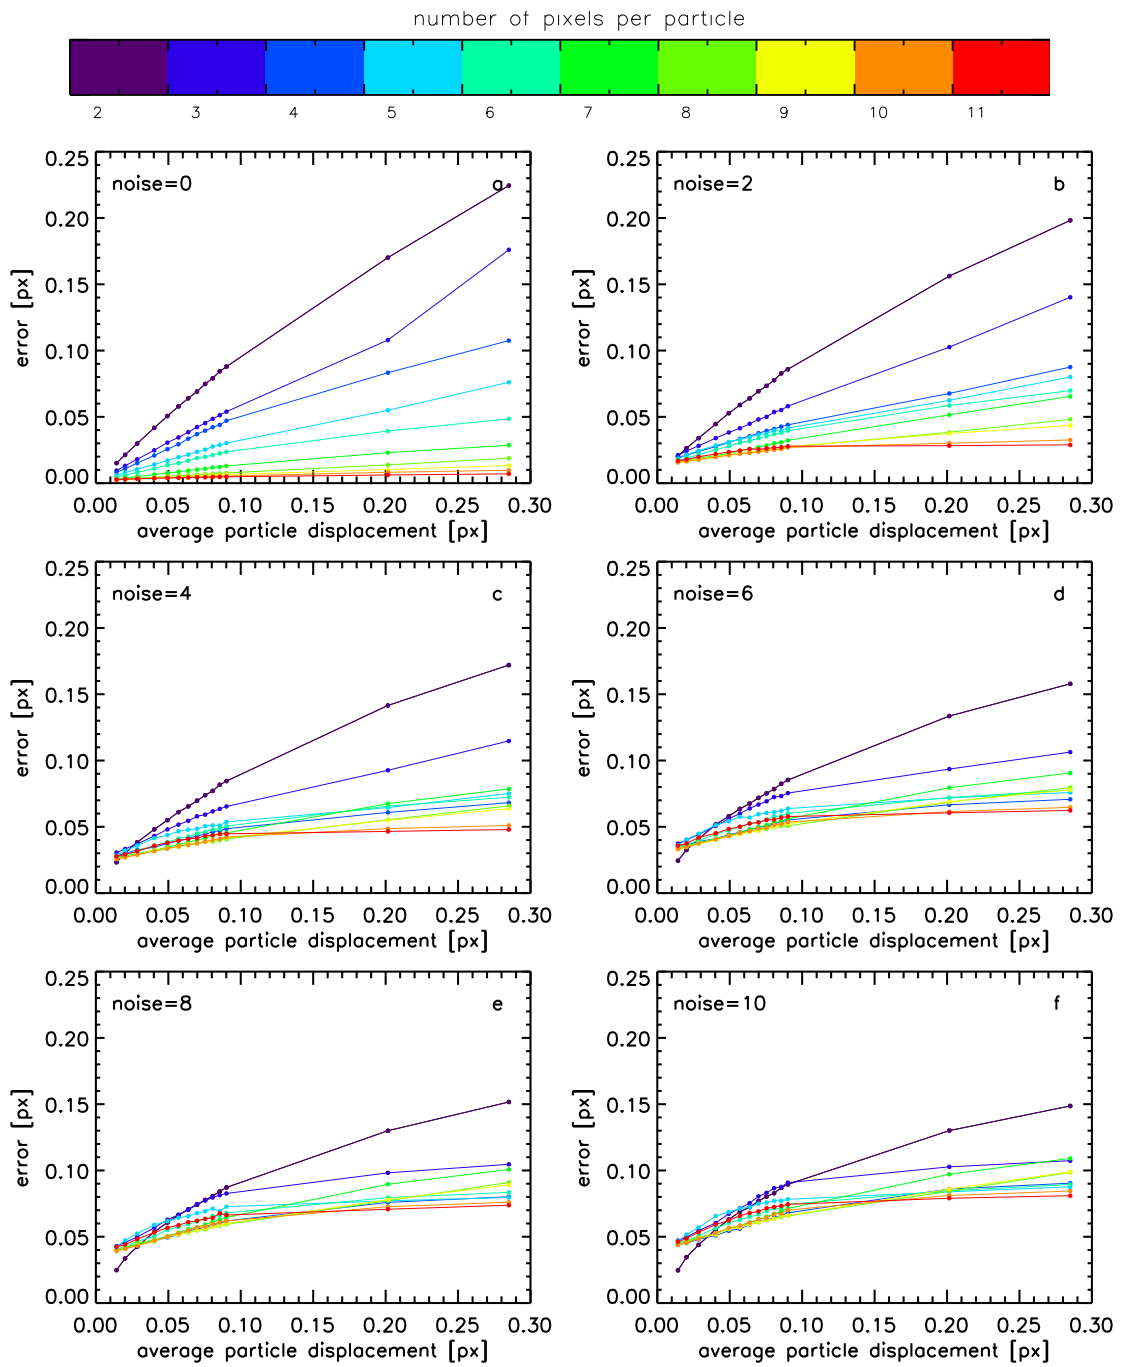 number of pixels per particle
2 3 4 5 6 7 8 9 10 11
noise=0 a
0.25
0.20
0.15
0.10
0.05
0.00
error [px]
0.00 0.05 0.10 0.15 0.20 0.25 0.30
average particle displacement [px]
noise=2 b
0.25
0.20
0.15
0.10
0.05
0.00
error [px]
0.00 0.05 0.10 0.15 0.20 0.25 0.30
average particle displacement [px]
noise=4 c
0.25
0.20
0.15
0.10
0.05
0.00
error [px]
0.00 0.05 0.10 0.15 0.20 0.25 0.30
average particle displacement [px]
noise=6 d
0.25
0.20
0.15
0.10
0.05
0.00
error [px]
0.00 0.05 0.10 0.15 0.20 0.25 0.30
average particle displacement [px]
noise=8 e
0.25
0.20
0.15
0.10
0.05
0.00
error [px]
0.00 0.05 0.10 0.15 0.20 0.25 0.30
average particle displacement [px]
noise=10 f
0.25
0.20
0.15
0.10
0.05
0.00
error [px]
0.00 0.05 0.10 0.15 0.20 0.25 0.30
average particle displacement [px]